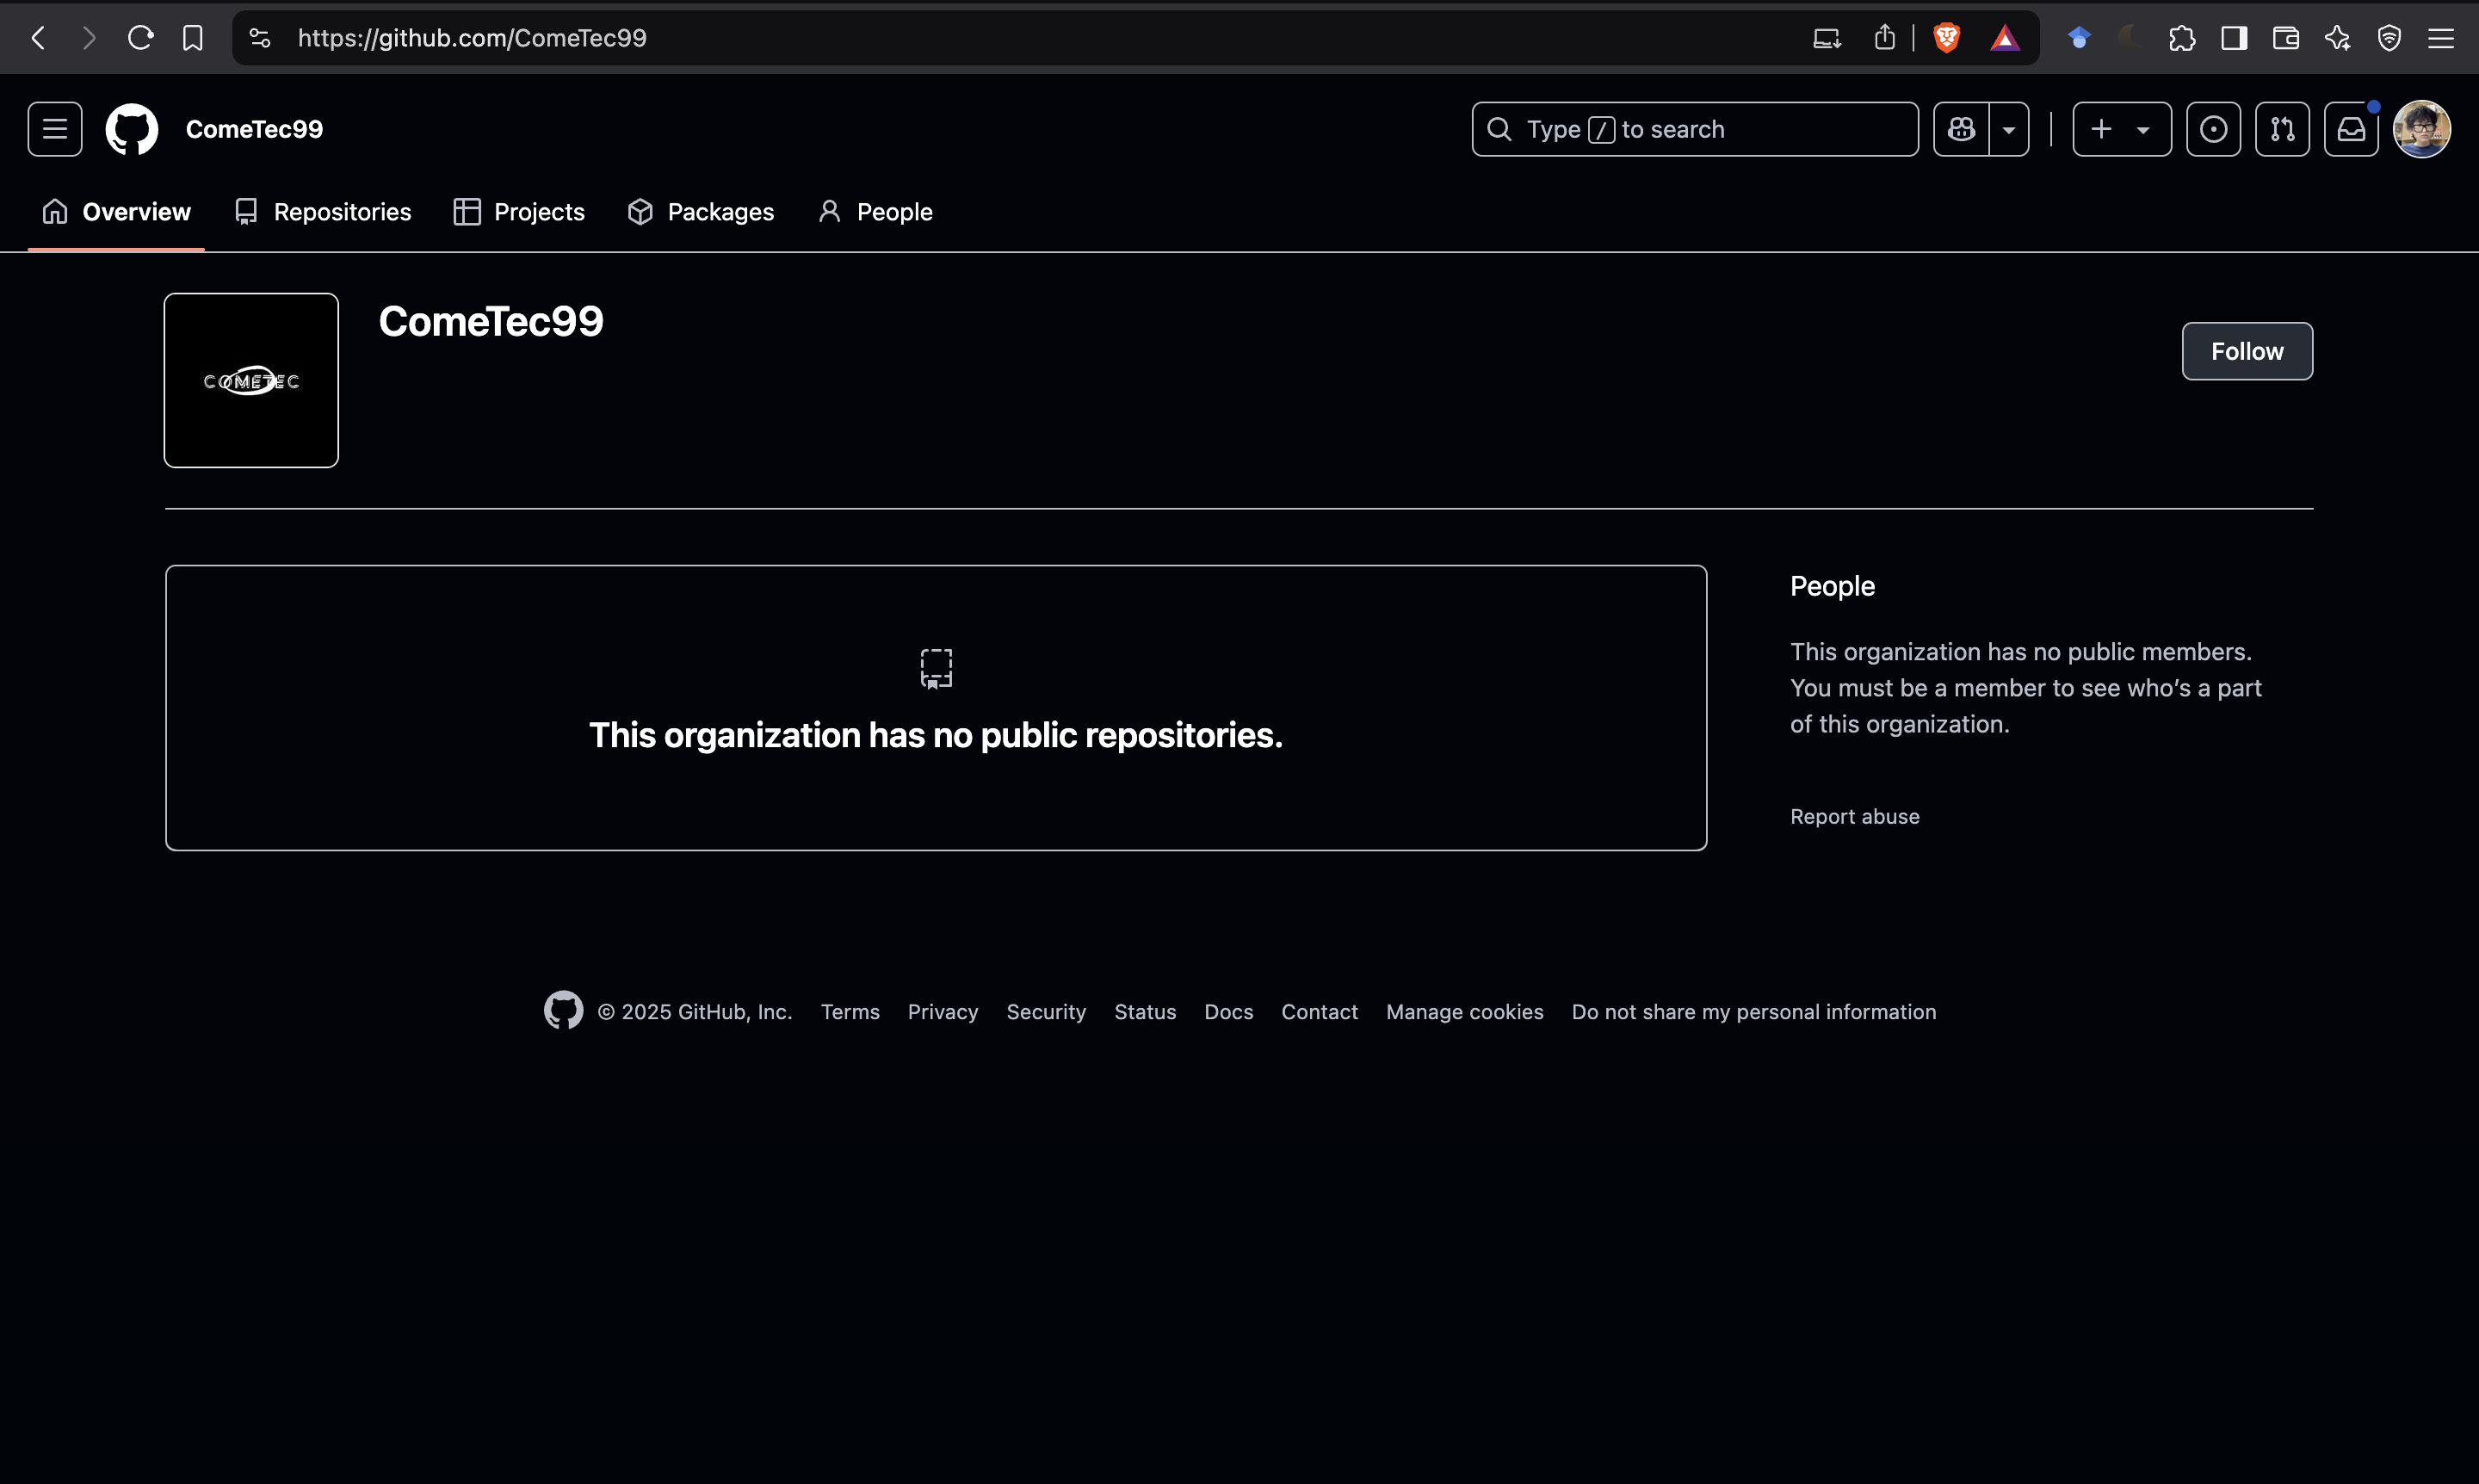 https://github.com/ComeTec99
CometTec99
Type / to search
Overview
Repositories
Projects
Packages
People
COMETEC
ComeTec99
Follow
This organization has no public repositories.
People
This organization has no public members.
You must be a member to see who’s a part
of this organization.
Report abuse
© 2025 GitHub, Inc.
Terms
Privacy
Security
Status
Docs
Contact
Manage cookies
Do not share my personal information